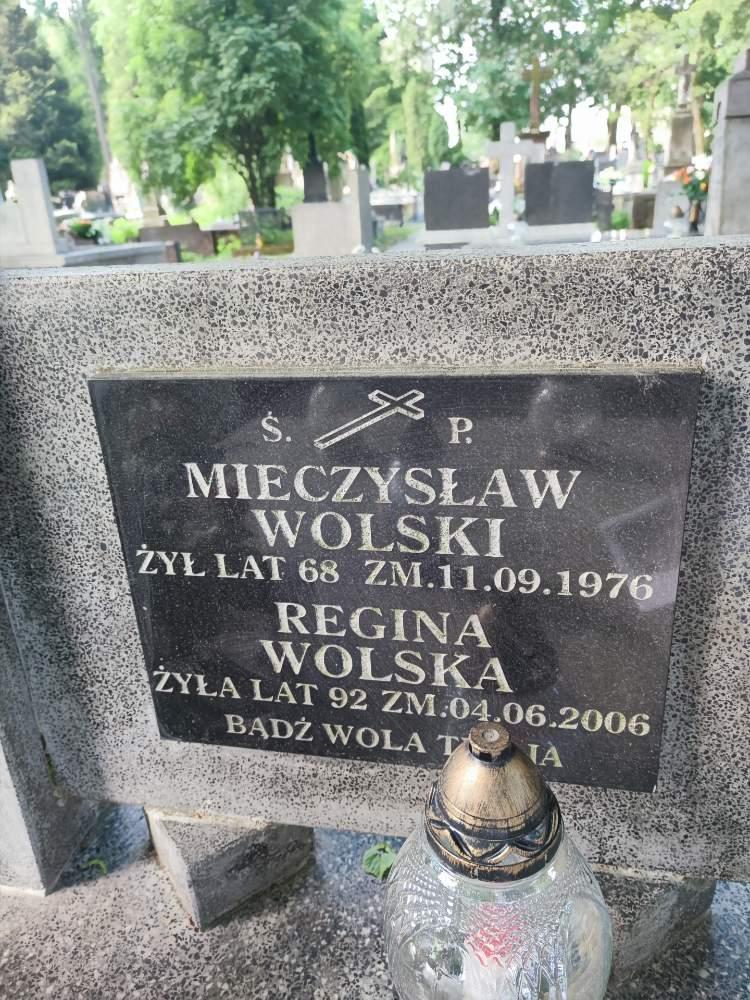 Ś. P.
MIECZYSŁAW
WOLSKI
ŻYŁ LAT 68 ZM.11.09.1976
REGINA
WOLSKA
ŻYŁA LAT 92 ZM.04.06.2006
BĄDŹ WOLA